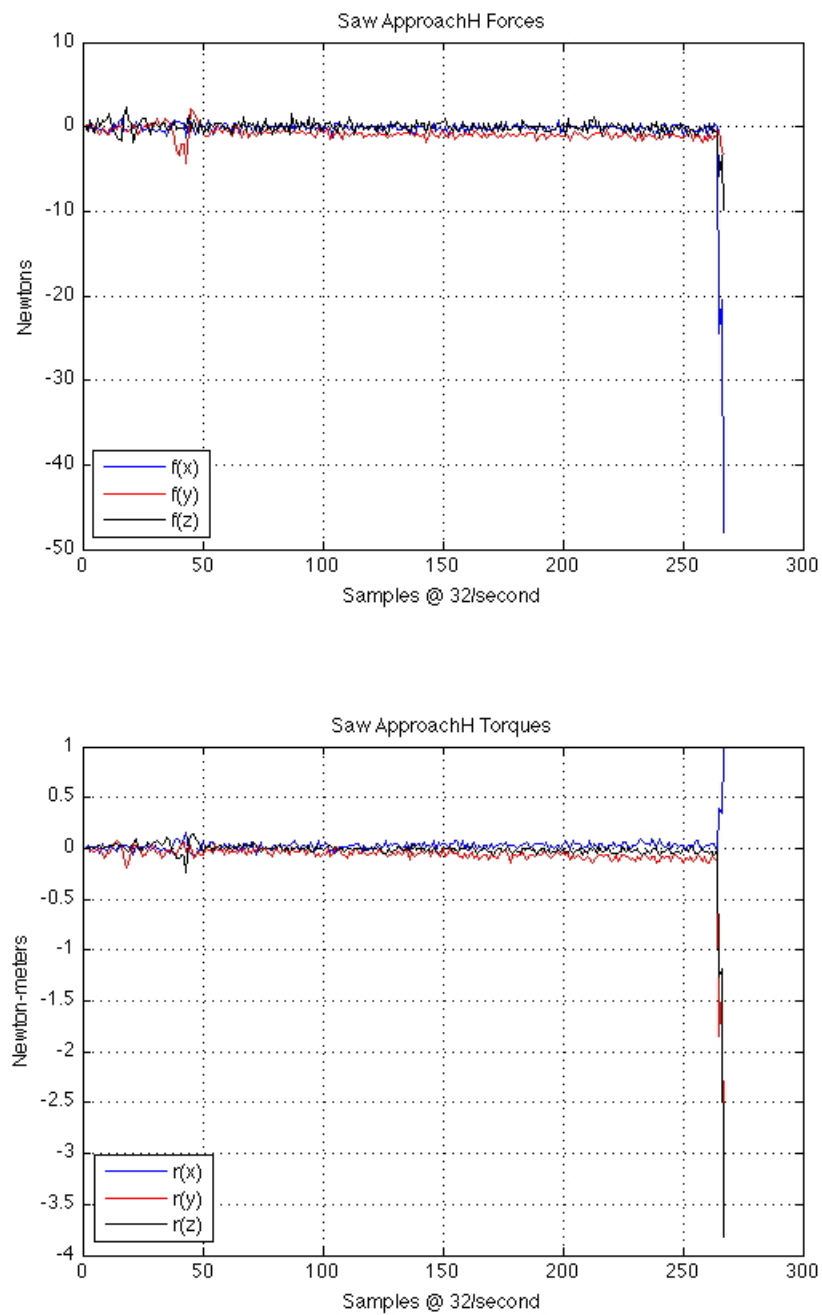 Saw ApproachH Forces
10
0
-10
-20
-30
-40
-50
Newtons
f(x)
f(y)
f(z)
0 50 100 150 200 250 300
Samples @ 32/second
Saw ApproachH Torques
1
0.5
0
-0.5
-1
-1.5
-2
-2.5
-3
-3.5
-4
Newton-meters
r(x)
r(y)
r(z)
0 50 100 150 200 250 300
Samples @ 32/second